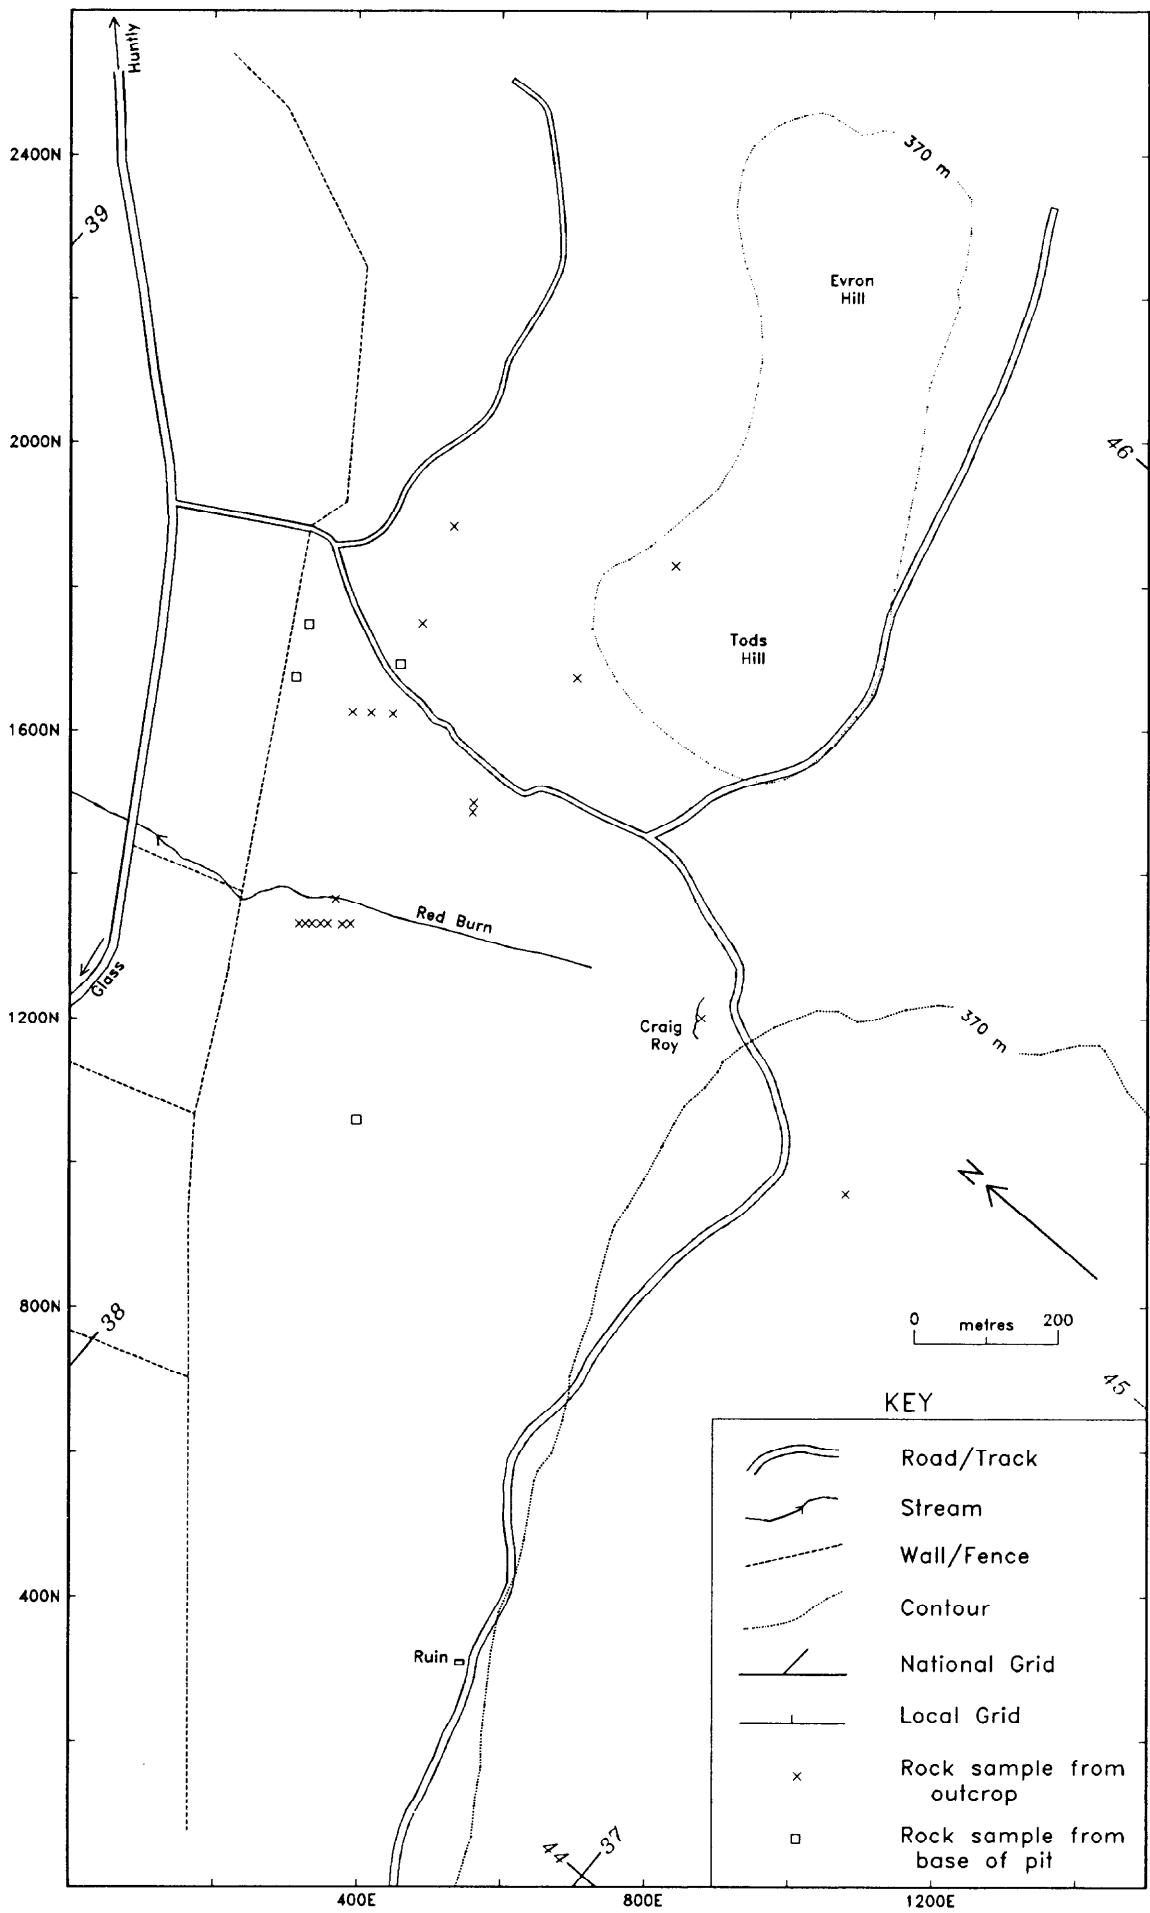 Huntly
2400N
370 m
39
Evron
Hill
2000N
46
Tods
Hill
1600N
Red Burn
Glass
1200N
Craig
Roy
370 m
N
800N
38
0 metres 200
45
KEY
Road/Track
Stream
Wall/Fence
400N
Contour
Ruin
National Grid
Local Grid
Rock sample from
outcrop
Rock sample from
base of pit
44 37
400E 800E 1200E